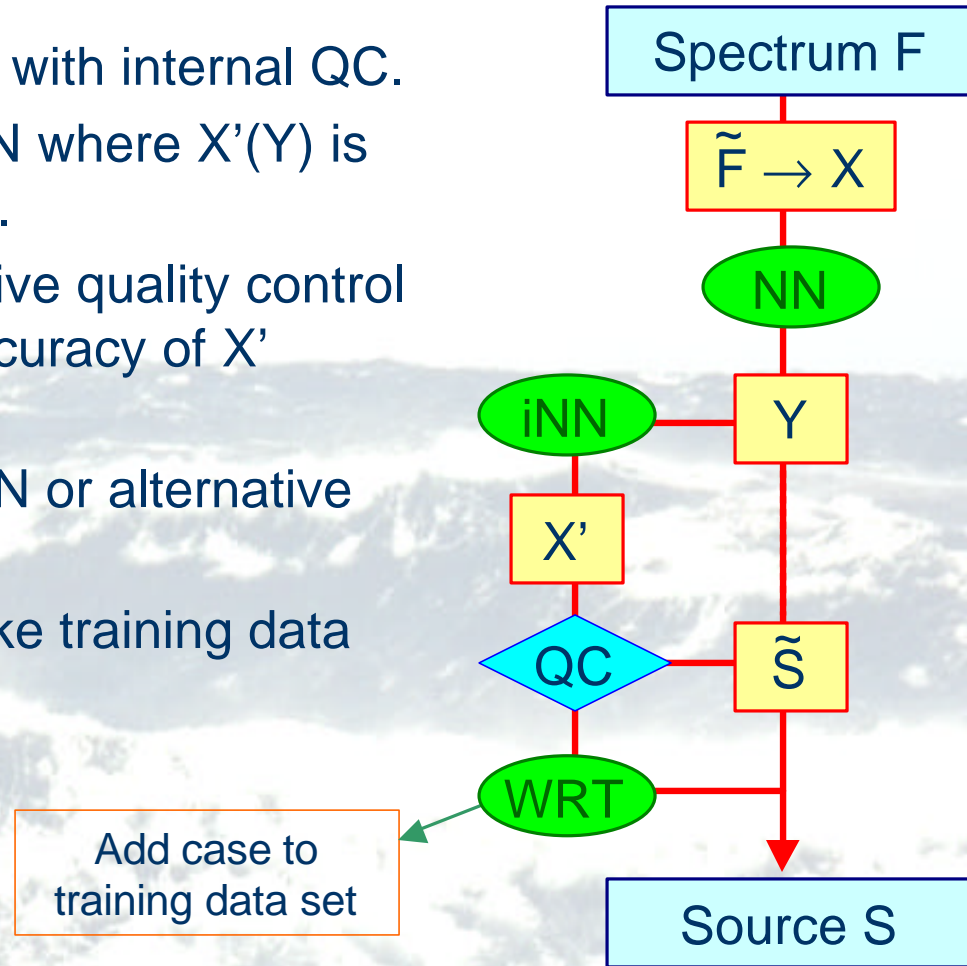 with internal QC.
N where X’(Y) is
.
ive quality control
curacy of X’
N or alternative
ke training data
Spectrum F
F̃ → X
NN
iNN
Y
X’
QC
S̃
WRT
Add case to
training data set
Source S